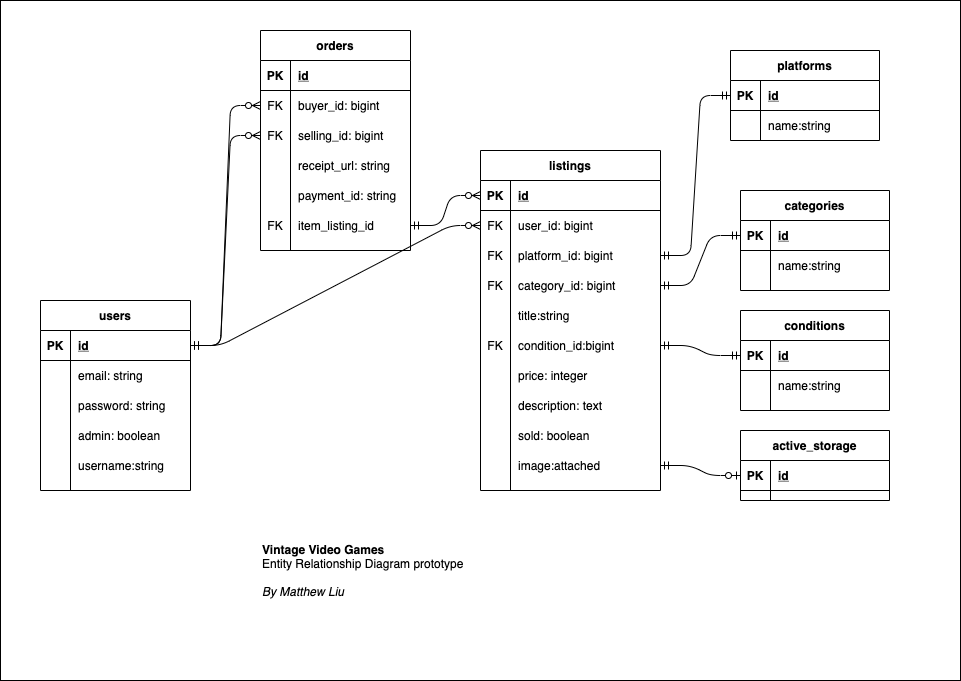 orders
PK id
FK buyer_id: bigint
FK selling_id: bigint
receipt_url: string
payment_id: string
FK item_listing_id
users
PK id
email: string
password: string
admin: boolean
username:string
listings
PK id
FK user_id: bigint
FK platform_id: bigint
FK category_id: bigint
title:string
FK condition_id:bigint
price: integer
description: text
sold: boolean
image:attached
platforms
PK id
name:string
categories
PK id
name:string
conditions
PK id
name:string
active_storage
PK id
Vintage Video Games
Entity Relationship Diagram prototype
By Matthew Liu